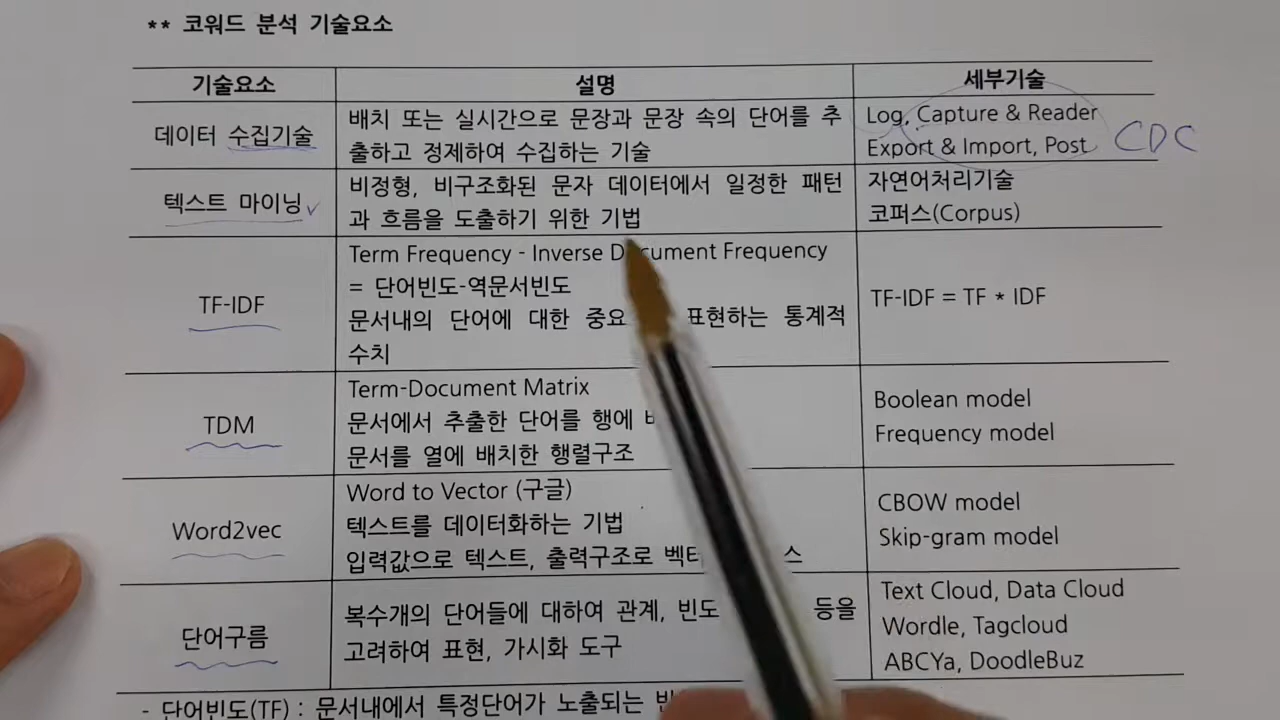 ** 코워드 분석 기술요소
기술요소 설명 세부기술
데이터 수집기술
배치 또는 실시간으로 문장과 문장 속의 단어를 추
출하고 정제하여 수집하는 기술
Log, Capture & Reader
Export & Import, Post
CDC
텍스트 마이닝
비정형, 비구조화된 문자 데이터에서 일정한 패턴
과 흐름을 도출하기 위한 기법
자연어처리기술
코퍼스(Corpus)
TF-IDF
Term Frequency - Inverse Document Frequency
= 단어빈도-역문서빈도
문서내의 단어에 대한 표현하는 통계적
수치
TF-IDF = TF * IDF
TDM
Term-Document Matrix
문서에서 추출한 단어를 행에
문서를 열에 배치한 행렬구조
Boolean model
Frequency model
Word2vec
Word to Vector (구글)
텍스트를 데이터화하는 기법
입력값으로 텍스트, 출력구조로
CBOW model
Skip-gram model
단어구름
복수개의 단어들에 대하여 관계, 빈도 등을
고려하여 표현, 가시화 도구
Text Cloud, Data Cloud
Wordle, Tagcloud
ABCYa, DoodleBuz
- 단어빈도(TF) : 문서내에서 특정단어가 노출되는